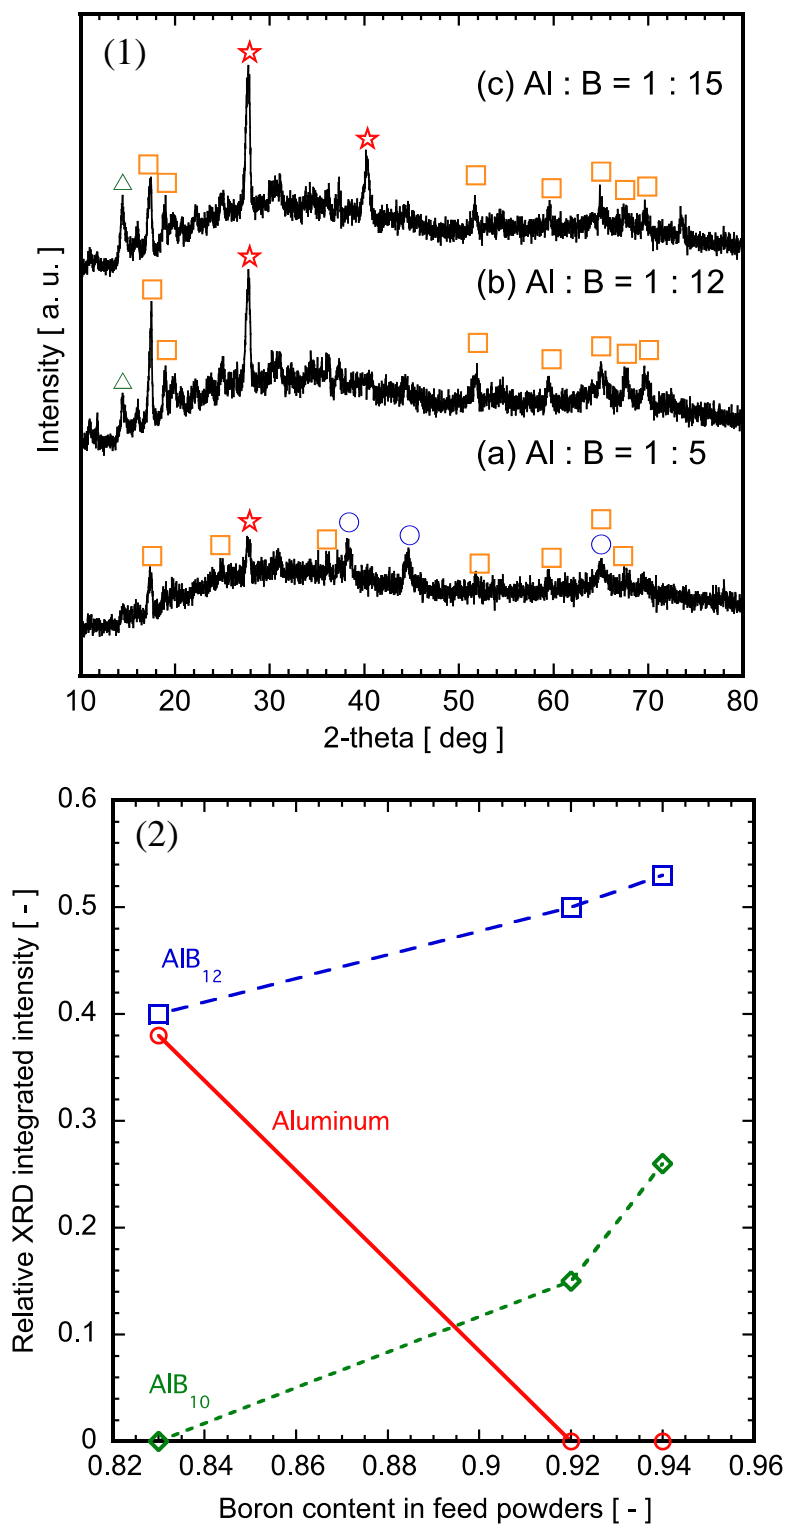 (1)
(c) Al : B = 1 : 15
(b) Al : B = 1 : 12
(a) Al : B = 1 : 5
Intensity [ a. u. ]
10 20 30 40 50 60 70 80
2-theta [ deg ]
(2)
0.6
0.5
0.4
0.3
0.2
0.1
0
AlB12
Aluminum
AlB10
Relative XRD integrated intensity [ - ]
0.82 0.84 0.86 0.88 0.9 0.92 0.94 0.96
Boron content in feed powders [ - ]